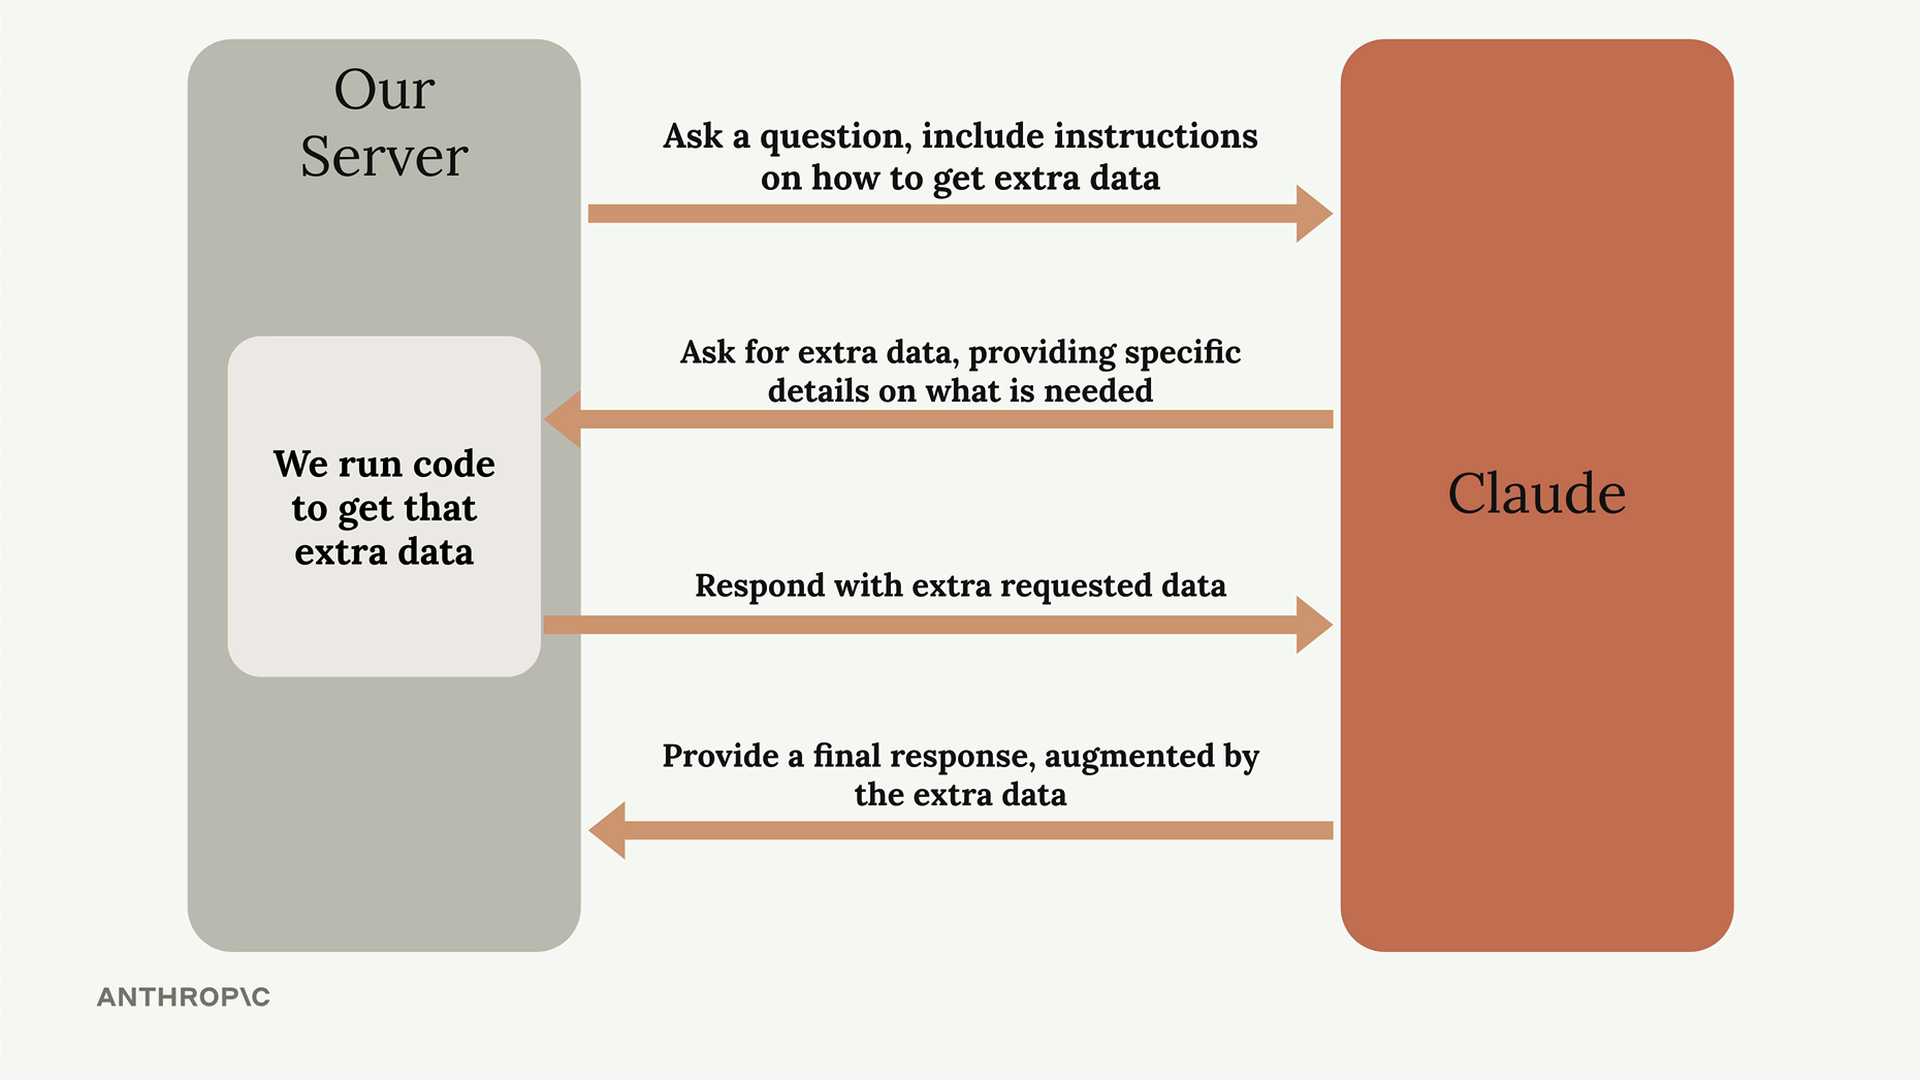 Our
Server
Ask a question, include instructions
on how to get extra data
Ask for extra data, providing specific
details on what is needed
We run code
to get that
extra data
Claude
Respond with extra requested data
Provide a final response, augmented by
the extra data
ANTHROP\C